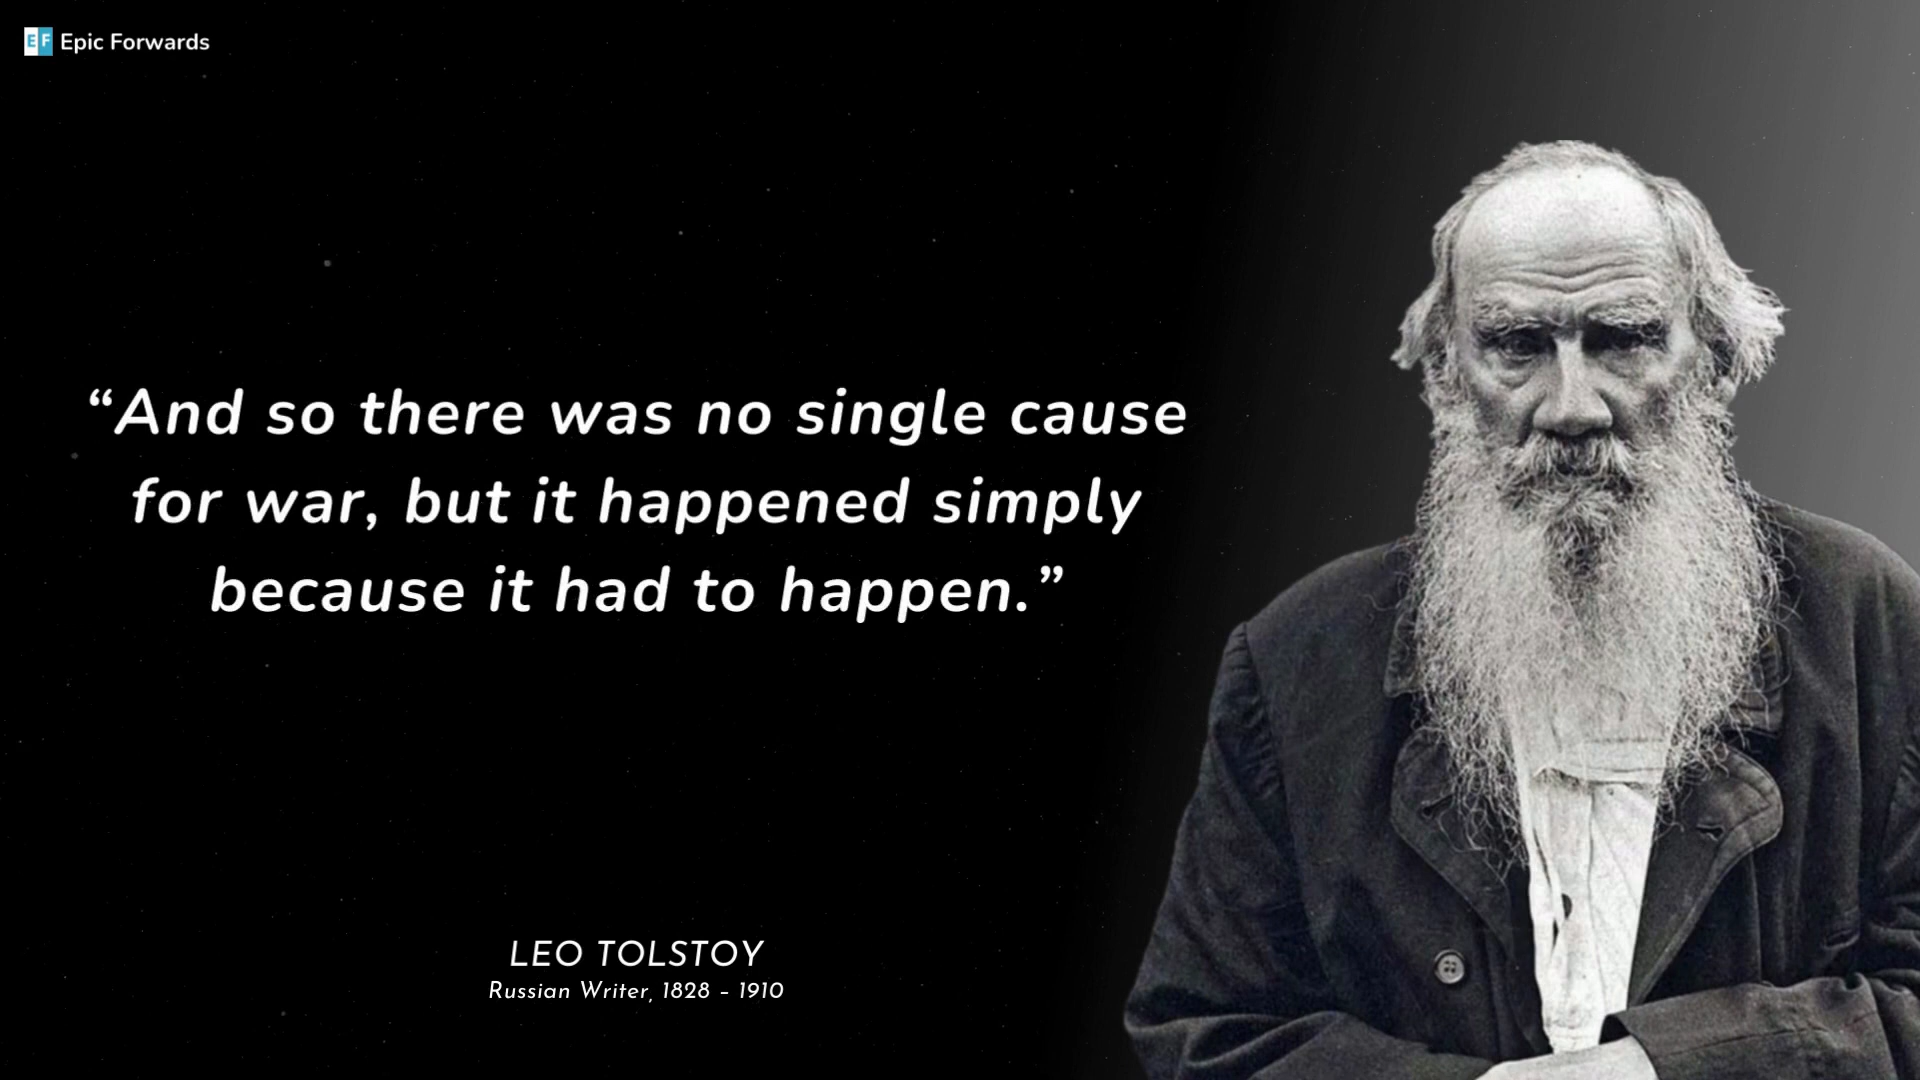 EF Epic Forwards
“And so there was no single cause
for war, but it happened simply
because it had to happen.”
LEO TOLSTOY
Russian Writer, 1828 – 1910